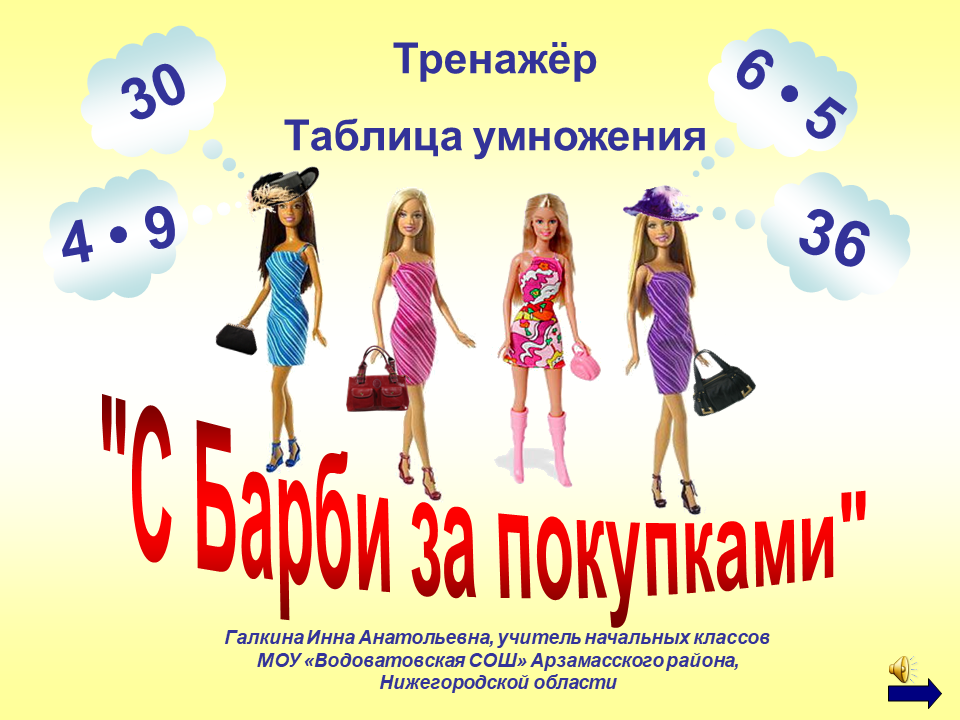 Тренажёр
Таблица умножения
30
4 • 9
6 • 5
36
"С Барби за покупками"
Галкина Инна Анатольевна, учитель начальных классов
МОУ «Водоватовская СОШ» Арзамасского района,
Нижегородской области